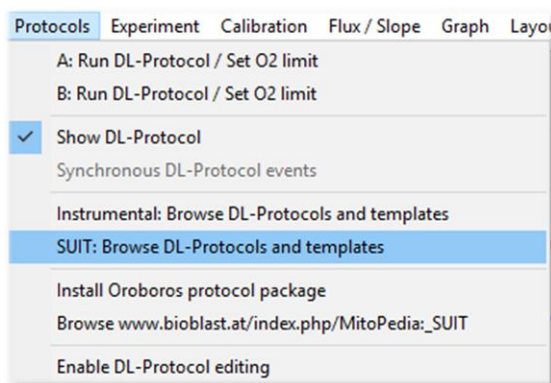 Protocols Experiment Calibration Flux / Slope Graph Layou
A: Run DL-Protocol / Set O2 limit
B: Run DL-Protocol / Set O2 limit
Show DL-Protocol
Synchronous DL-Protocol events
Instrumental: Browse DL-Protocols and templates
SUIT: Browse DL-Protocols and templates
Install Oroboros protocol package
Browse www.bioblast.at/index.php/MitoPedia:_SUIT
Enable DL-Protocol editing